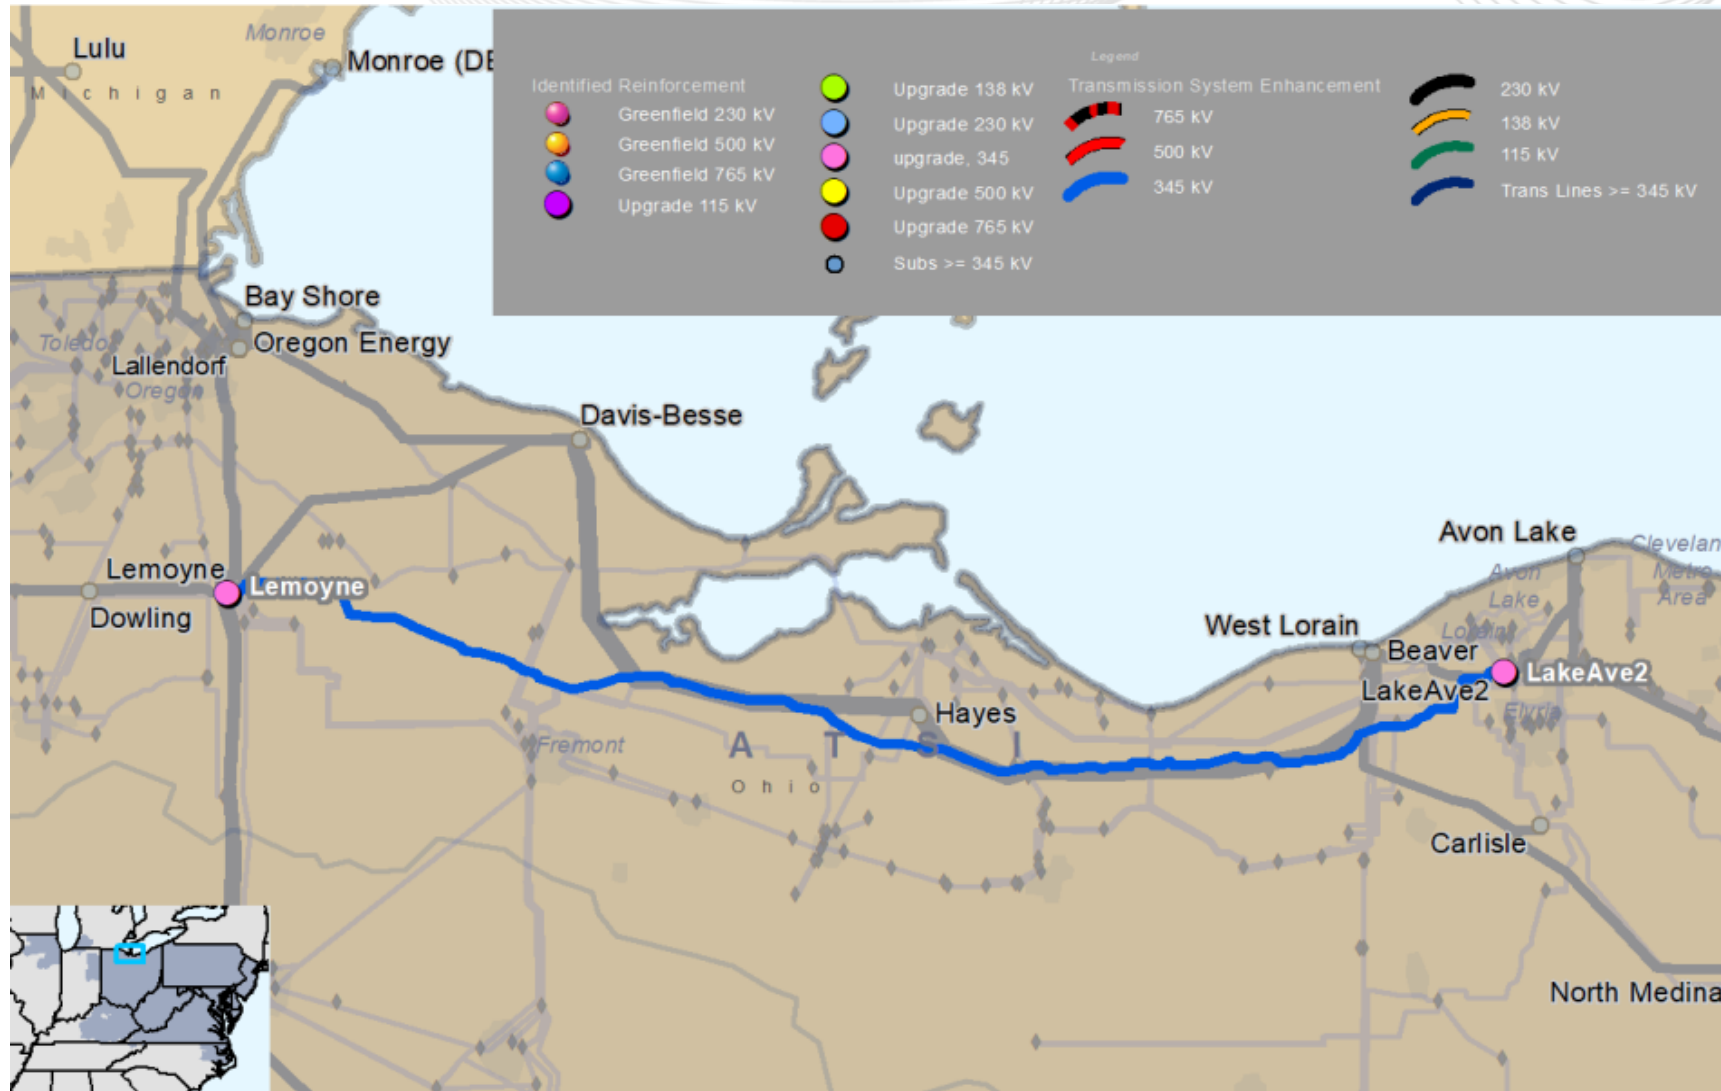 Monroe
Lulu
Monroe (DE
Michigan
Legend
Identified Reinforcement
Greenfield 230 kV
Greenfield 500 kV
Greenfield 765 kV
Upgrade 115 kV
Upgrade 138 kV
Upgrade 230 kV
upgrade, 345
Upgrade 500 kV
Upgrade 765 kV
Subs >= 345 kV
Transmission System Enhancement
765 kV
500 kV
345 kV
230 kV
138 kV
115 kV
Trans Lines >= 345 kV
Bay Shore
Toledo
Oregon Energy
Lallendorf
Oregon
Davis-Besse
Avon Lake
Clevelan
Metro
Area
Avon
Lake
Lemoyne
Lemoyne
Dowling
West Lorain
Lorain
Beaver
LakeAve2
LakeAve2
Elyria
Hayes
Fremont
ATSI
Ohio
Carlisle
North Medina